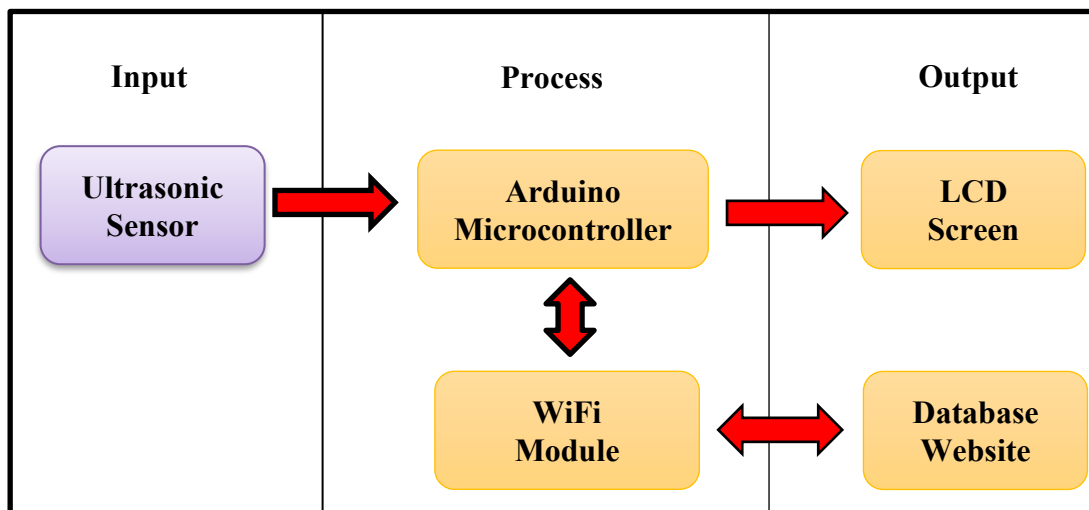 Input
Process
Output
Ultrasonic
Sensor
Arduino
Microcontroller
LCD
Screen
WiFi
Module
Database
Website